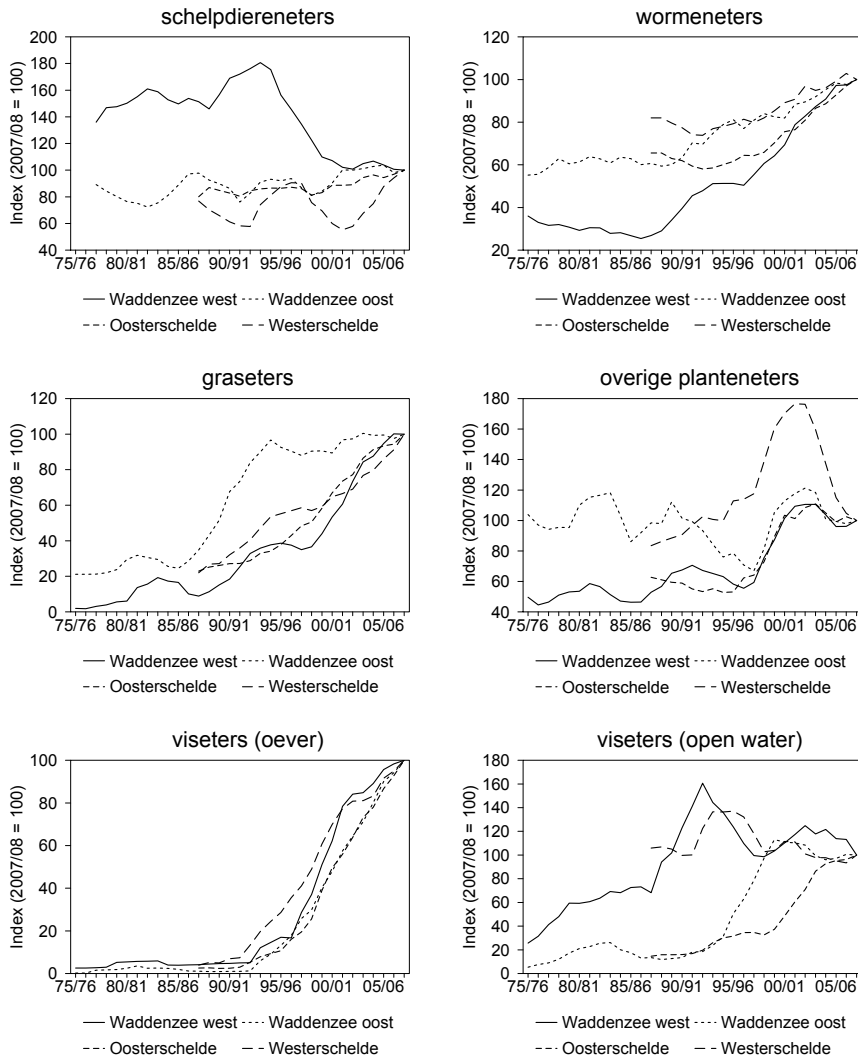 schelpdiereneters
Index (2007/08 = 100)
200
180
160
140
120
100
80
60
40
75/76 80/81 85/86 90/91 95/96 00/01 05/06
Waddenzee west Waddenzee oost
Oosterschelde Westerschelde
wormeneters
Index (2007/08 = 100)
120
100
80
60
40
20
75/76 80/81 85/86 90/91 95/96 00/01 05/06
Waddenzee west Waddenzee oost
Oosterschelde Westerschelde
graseters
Index (2007/08 = 100)
120
100
80
60
40
20
0
75/76 80/81 85/86 90/91 95/96 00/01 05/06
Waddenzee west Waddenzee oost
Oosterschelde Westerschelde
overige planteneters
Index (2007/08 = 100)
180
160
140
120
100
80
60
40
75/76 80/81 85/86 90/91 95/96 00/01 05/06
Waddenzee west Waddenzee oost
Oosterschelde Westerschelde
viseters (oever)
Index (2007/08 = 100)
100
80
60
40
20
0
75/76 80/81 85/86 90/91 95/96 00/01 05/06
Waddenzee west Waddenzee oost
Oosterschelde Westerschelde
viseters (open water)
Index (2007/08 = 100)
180
160
140
120
100
80
60
40
20
0
75/76 80/81 85/86 90/91 95/96 00/01 05/06
Waddenzee west Waddenzee oost
Oosterschelde Westerschelde